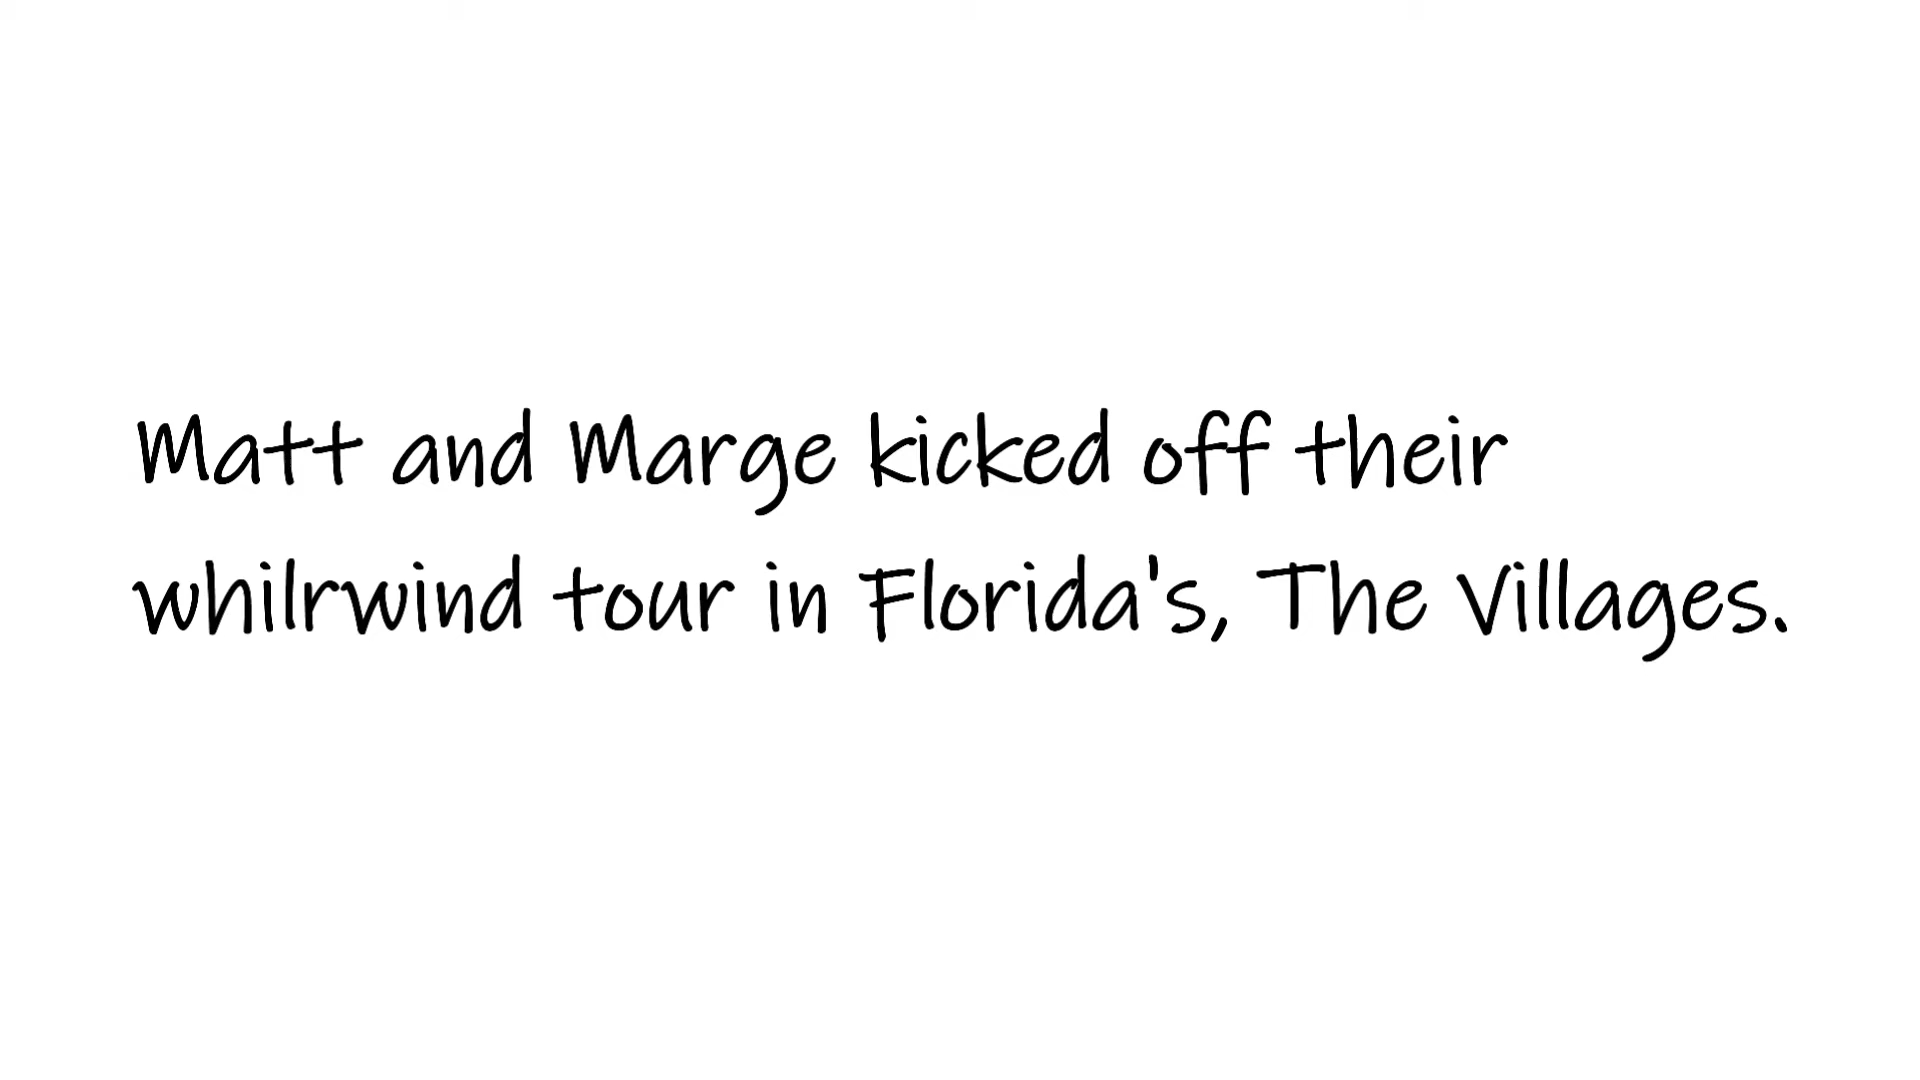 Matt and Marge kicked off their
whilrwind tour in Florida's, The Villages.